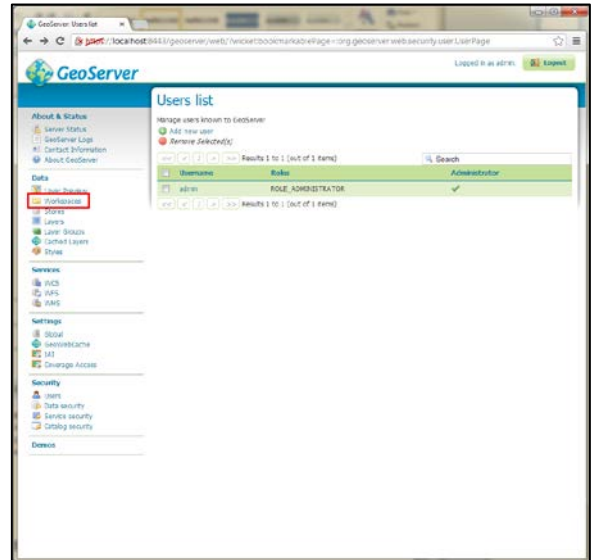 GeoServer: Users list
https://localhost:8443/geoserver/web/?wicket:bookmarkablePage=:org.geoserver.web.security.user.UserPage
GeoServer
Logged in as admin.
Logout
About & Status
Server Status
GeoServer Logs
Contact Information
About GeoServer
Data
Layer Preview
Workspaces
Stores
Layers
Layer Groups
Cached Layers
Styles
Services
WCS
WFS
WMS
Settings
Global
GeoWebCache
JAI
Coverage Access
Security
Users
Data security
Service security
Catalog security
Demos
Users list
Manage users known to GeoServer
Add new user
Remove Selected(s)
<< < 1 > >> Results 1 to 1 (out of 1 items)
Search
Username Roles Administrator
admin ROLE_ADMINISTRATOR
<< < 1 > >> Results 1 to 1 (out of 1 items)